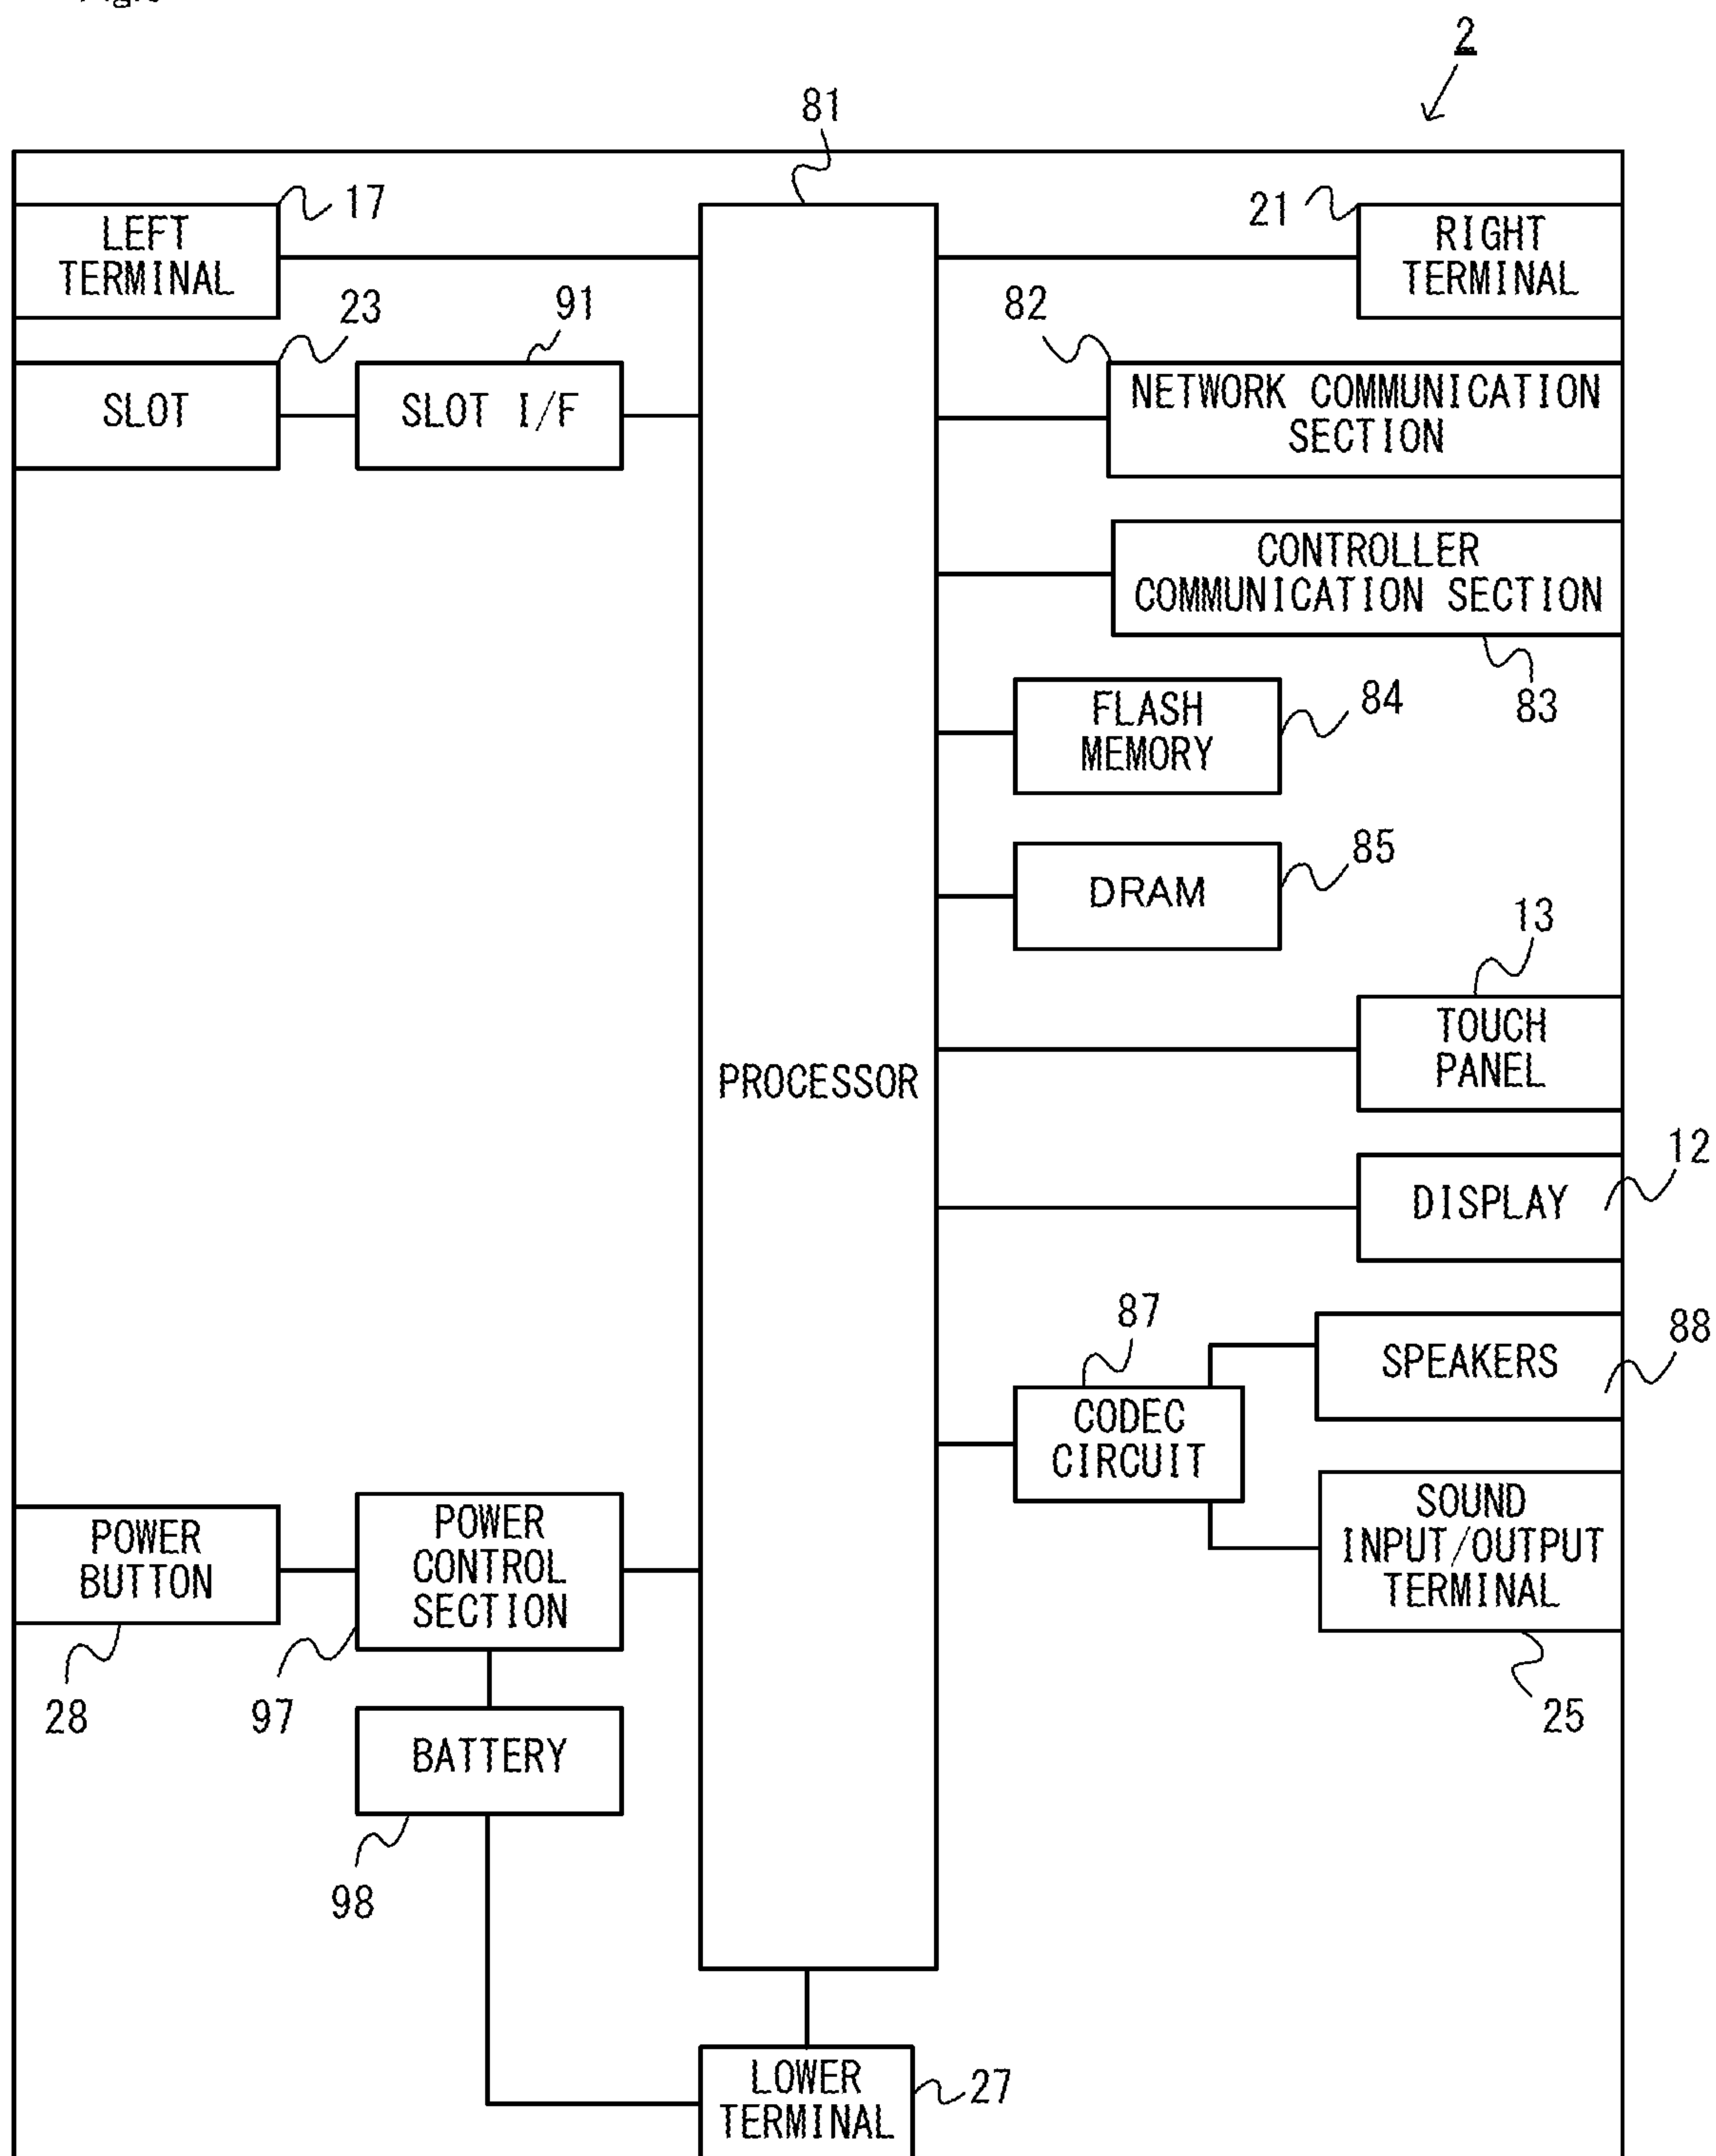 2
81
LEFT
TERMINAL
17
21
RIGHT
TERMINAL
23
91
82
SLOT
SLOT I/F
NETWORK COMMUNICATION
SECTION
CONTROLLER
COMMUNICATION SECTION
83
FLASH
MEMORY
84
DRAM
85
13
TOUCH
PANEL
PROCESSOR
DISPLAY
12
87
SPEAKERS
88
CODEC
CIRCUIT
SOUND
INPUT/OUTPUT
TERMINAL
25
POWER
BUTTON
28
POWER
CONTROL
SECTION
97
BATTERY
98
LOWER
TERMINAL
27